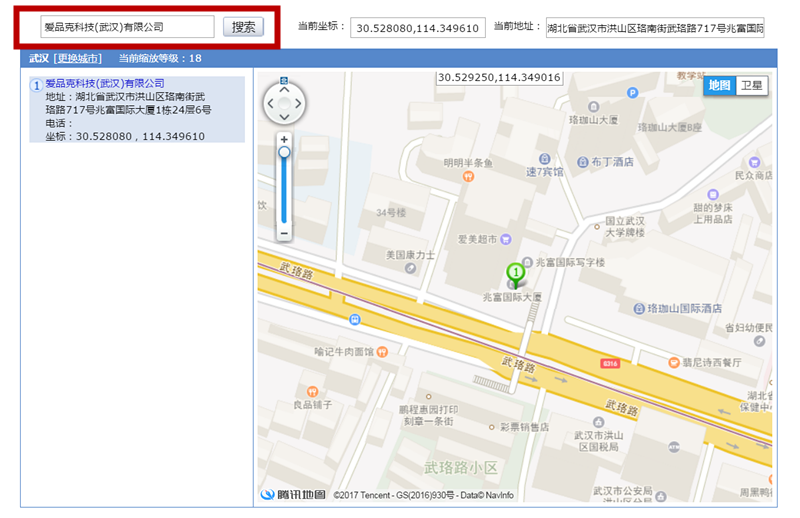 爱品克科技(武汉)有限公司
搜索
当前坐标：
30.528080,114.349610
当前地址：
湖北省武汉市洪山区珞南街武珞路717号兆富国际
武汉 [更换城市] 当前缩放等级：18
1
爱品克科技(武汉)有限公司
地址：湖北省武汉市洪山区珞南街武
珞路717号兆富国际大厦1栋24层6号
电话：
坐标：30.528080，114.349610
30.529250,114.349016
教学
地图
卫星
北
P
珞珈山大厦
珞珈山大厦B座
明明半条鱼
速7宾馆
布丁酒店
民众商店
甜的梦床
上用品店
饮
34号楼
国立武汉
大学牌楼
爱美超市
美国康力士
兆富国际写字楼
1
兆富国际大厦
武珞路
珞珈山国际酒店
省妇幼便民
喻记牛肉面馆
武珞路
G316
翡尼诗西餐厅
良品铺子
鹏程惠园打印
刻章一条街
武珞路
湖北省
保健中心
彩票销售店
武汉市洪山
区国税局
ATM
武珞路小区
武汉市公安局
洪山区分局
周黑鸭
腾讯地图
©2017 Tencent - GS(2016)930号 - Data© NavInfo